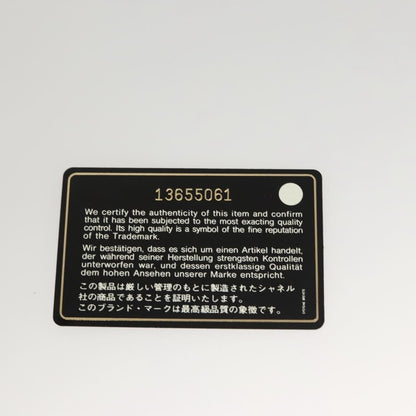 13655061
We certify the authenticity of this item and confirm
that it has been subjected to the most exacting quality
control. Its high quality is a symbol of the fine reputation
of the Trademark.
Wir bestätigen, dass es sich um einen Artikel handelt,
der während seiner Herstellung strengsten Kontrollen
unterworfen war, und dessen erstklassige Qualität
dem hohen Ansehen unserer Marke entspricht.
この製品は厳しい管理のもとに製造されたシャネル
社の商品であることを証明いたします。
このブランド・マークは最高級品質の象徴です。